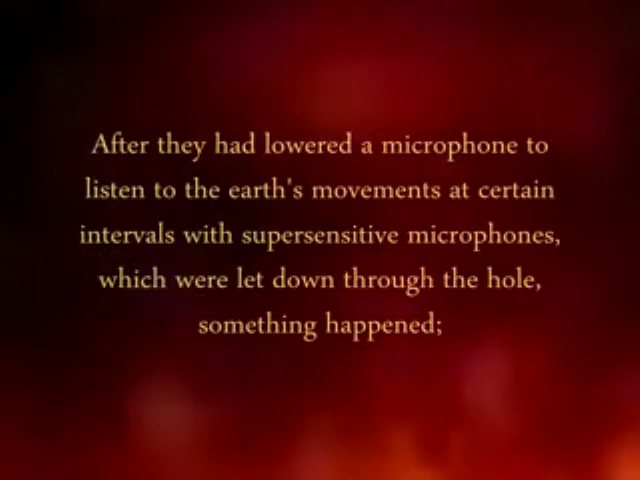 After they had lowered a microphone to
listen to the earth's movements at certain
intervals with supersensitive microphones,
which were let down through the hole,
something happened;